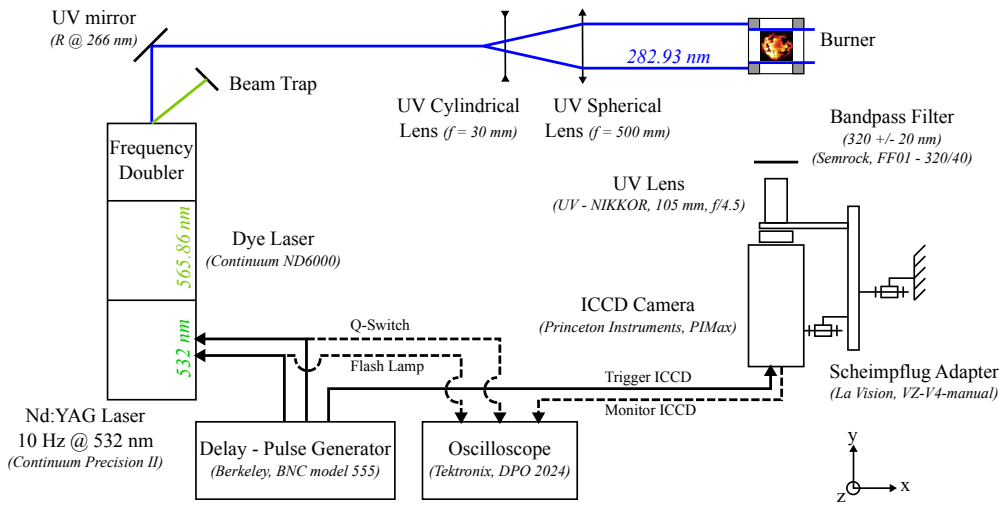 UV mirror
(R @ 266 nm)
Beam Trap
282.93 nm
Burner
UV Cylindrical
Lens (f = 30 mm)
UV Spherical
Lens (f = 500 mm)
Bandpass Filter
(320 +/- 20 nm)
(Semrock, FF01 - 320/40)
Frequency
Doubler
UV Lens
(UV - NIKKOR, 105 mm, f/4.5)
565.86 nm
Dye Laser
(Continuum ND6000)
532 nm
Q-Switch
Flash Lamp
ICCD Camera
(Princeton Instruments, PIMax)
Trigger ICCD
Monitor ICCD
Scheimpflug Adapter
(La Vision, VZ-V4-manual)
Nd:YAG Laser
10 Hz @ 532 nm
(Continuum Precision II)
Delay - Pulse Generator
(Berkeley, BNC model 555)
Oscilloscope
(Tektronix, DPO 2024)
y
x
z